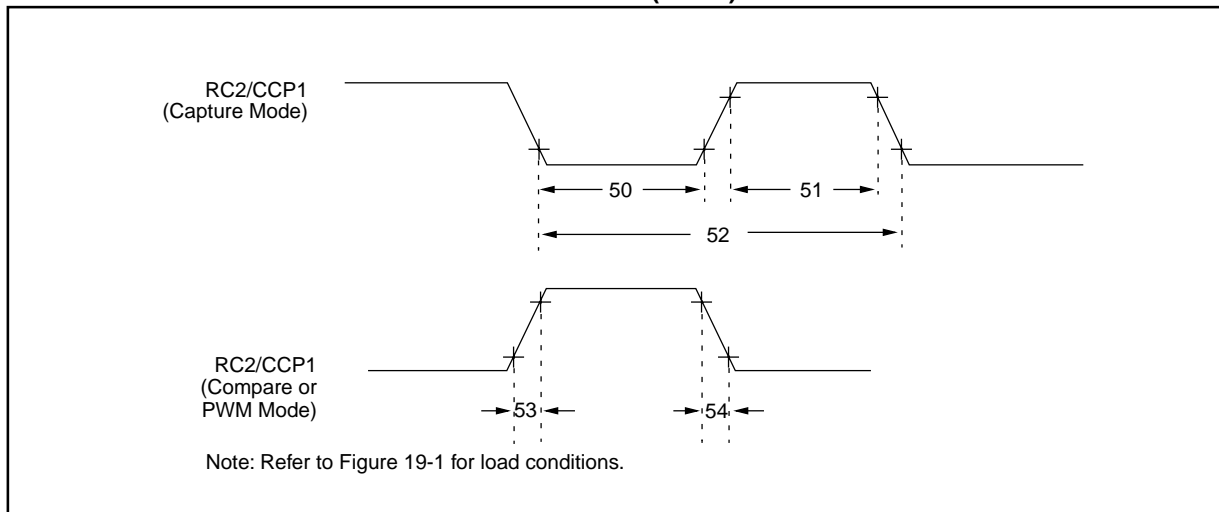 RC2/CCP1
(Capture Mode)
50
51
52
RC2/CCP1
(Compare or
PWM Mode)
53
54
Note: Refer to Figure 19-1 for load conditions.